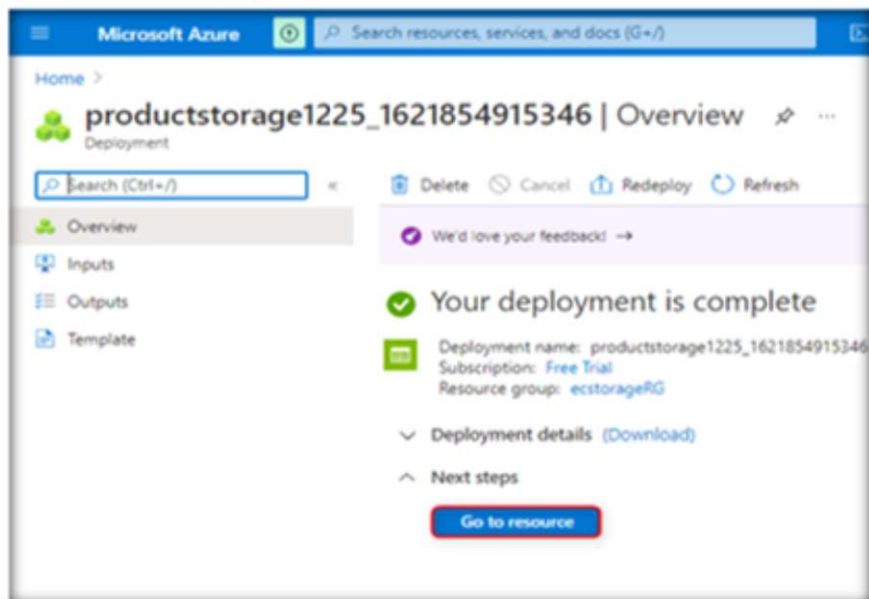 Microsoft Azure
Search resources, services, and docs (G+/)
Home >
productstorage1225_1621854915346 | Overview ...
Deployment
Search (Ctrl+/)
«
Delete Cancel Redeploy Refresh
Overview
We'd love your feedback! →
Inputs
Outputs
Your deployment is complete
Template
Deployment name: productstorage1225_1621854915346
Subscription: Free Trial
Resource group: ecstorageRG
Deployment details (Download)
Next steps
Go to resource